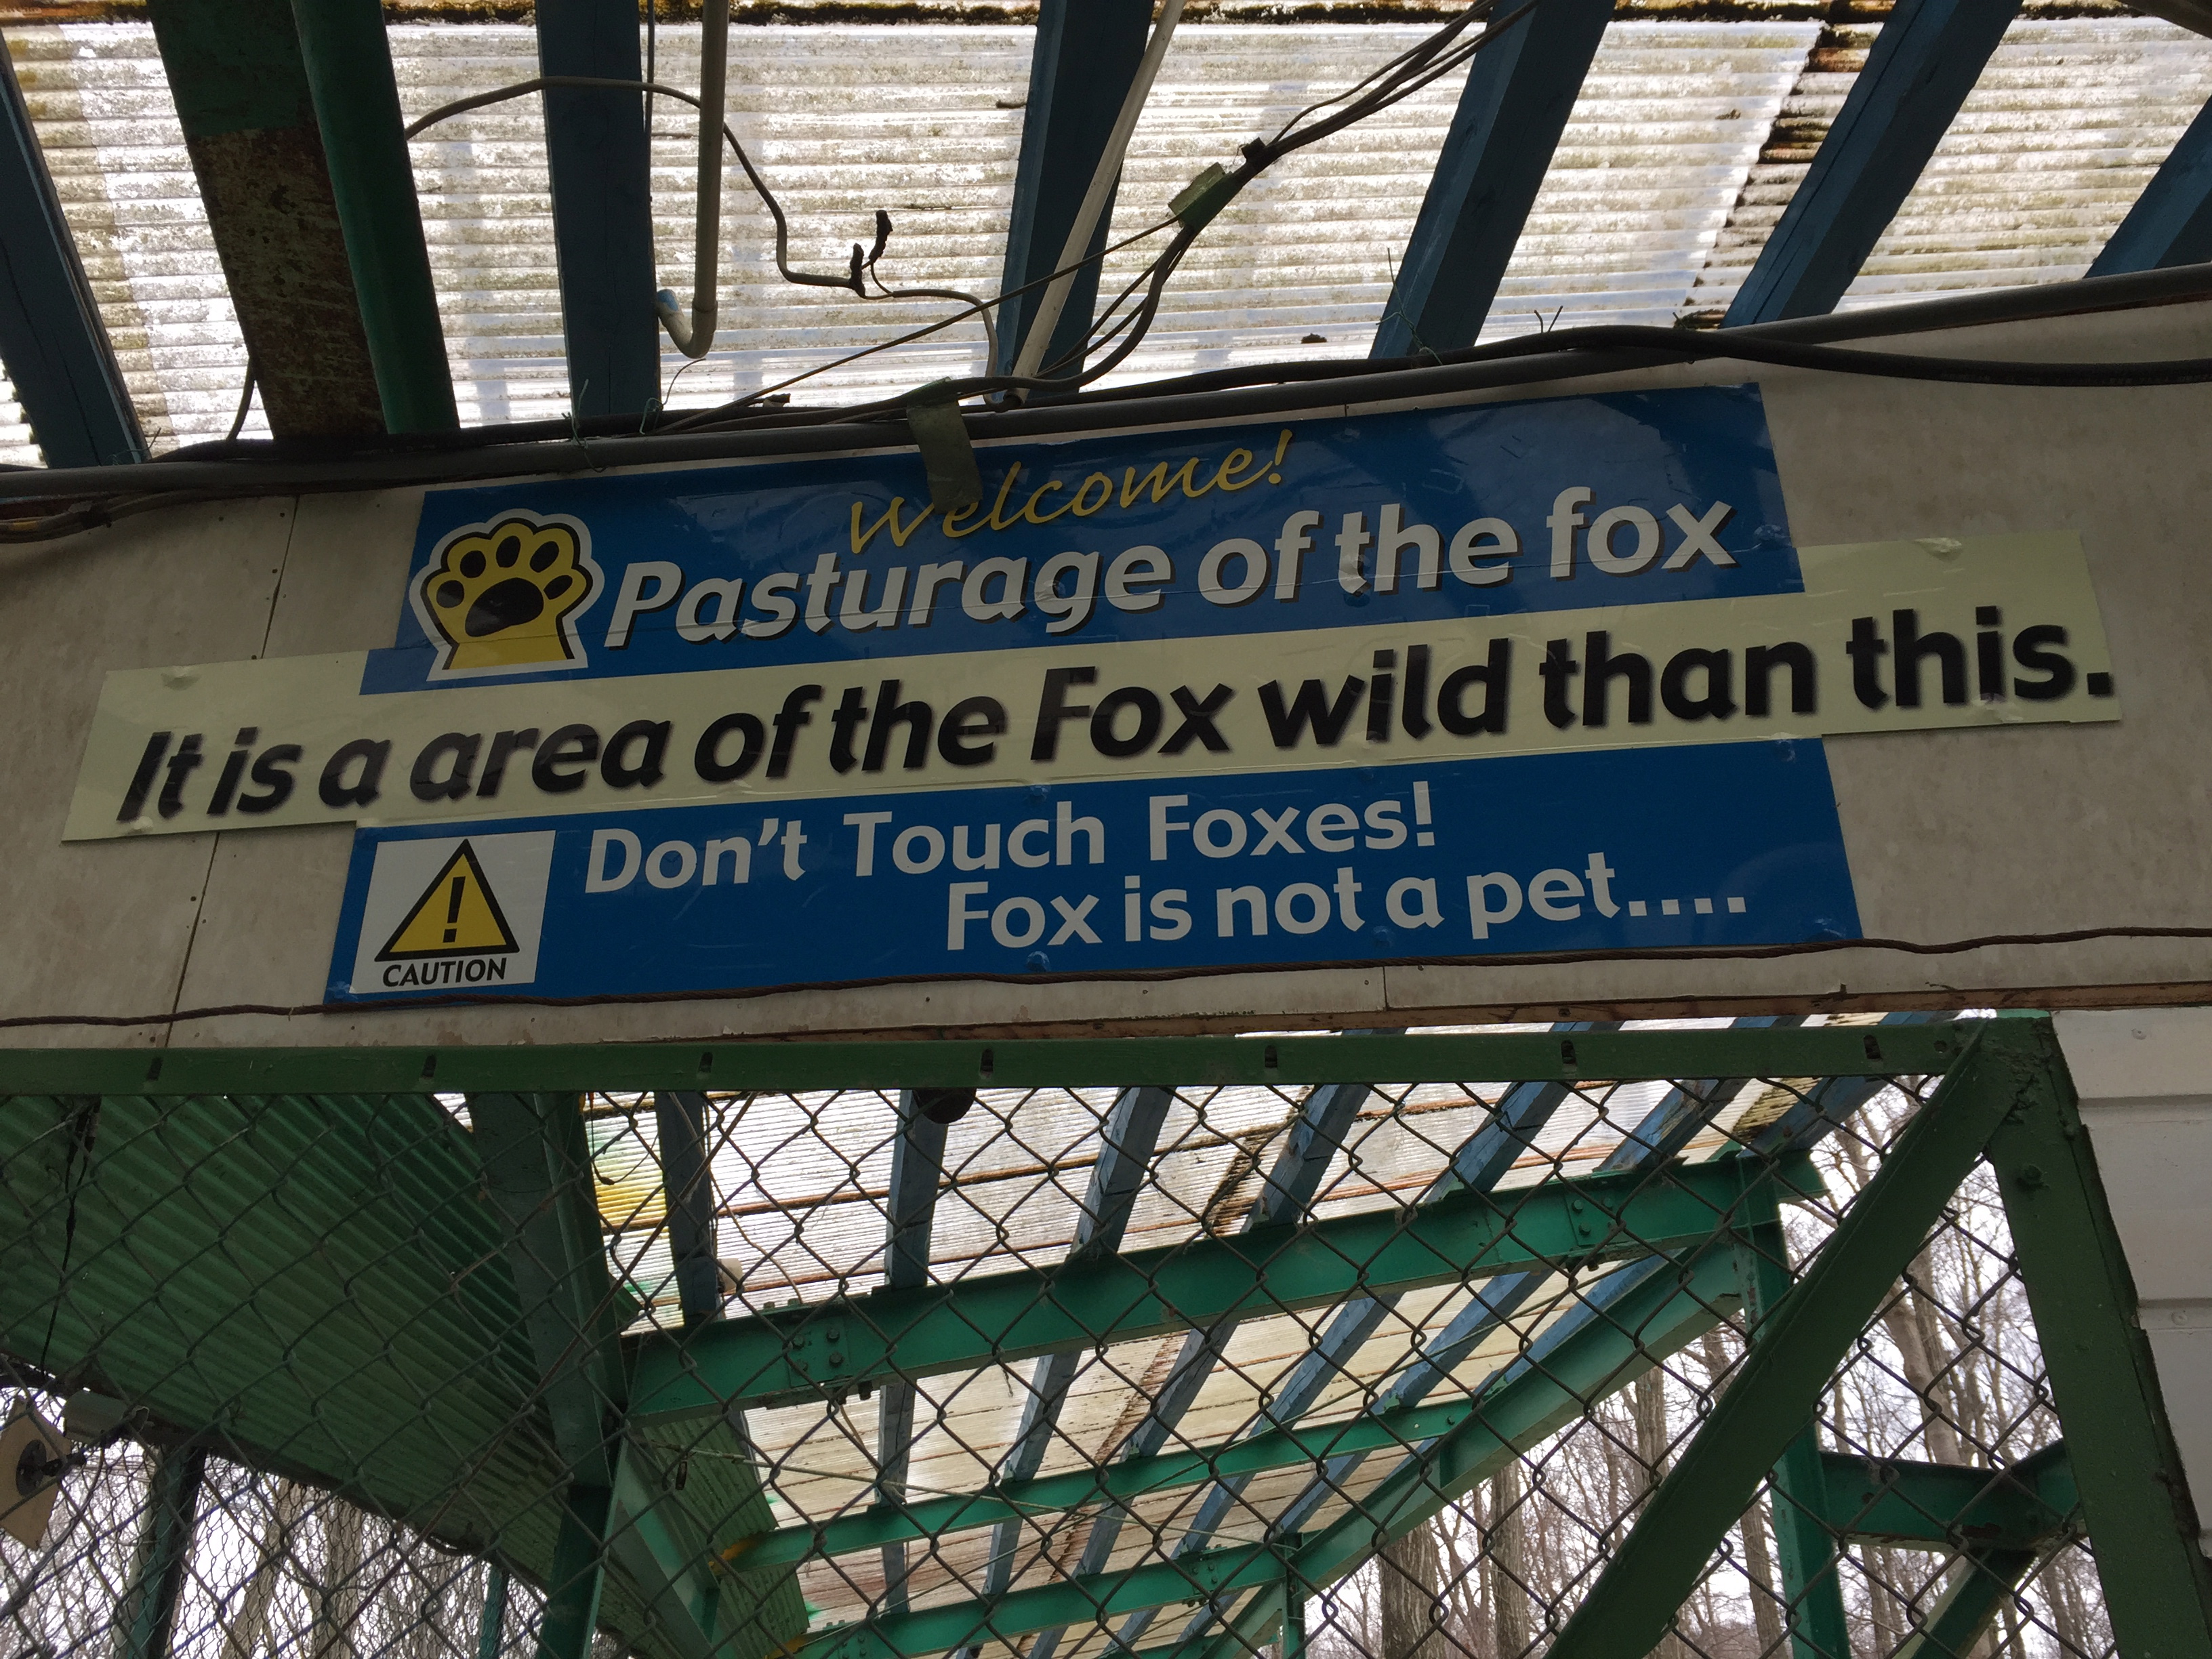 Welcome!
Pasturage of the fox
It is a area of the Fox wild than this.
Don't Touch Foxes!
Fox is not a pet....
CAUTION